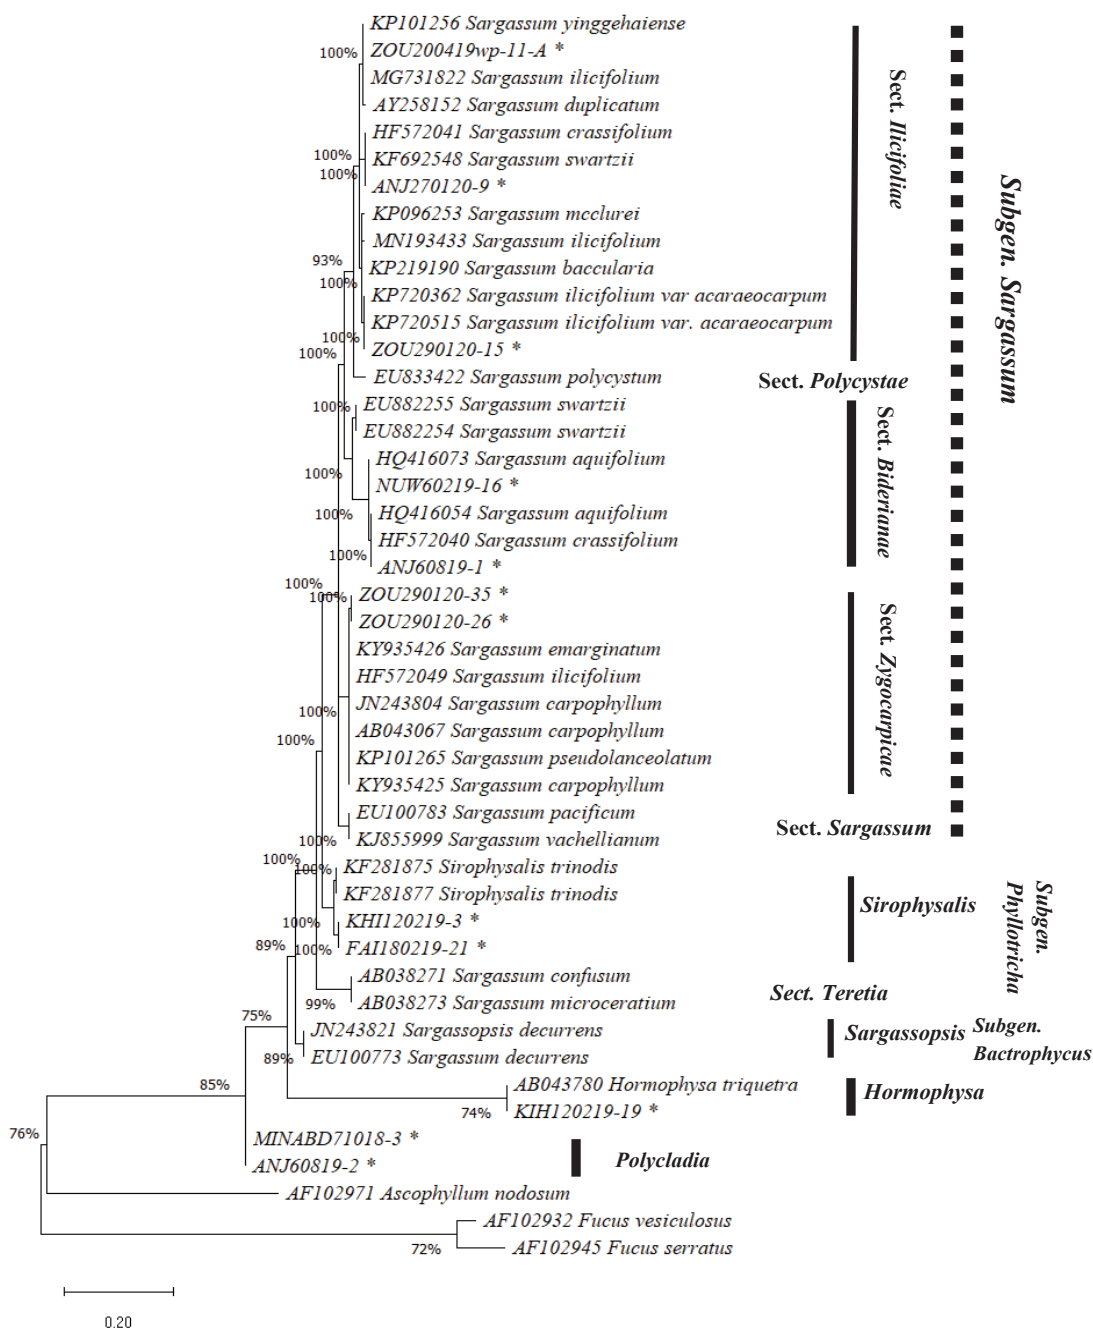 KP101256 Sargassum yinggehaiense
100%
ZOU200419wp-11-A *
MG731822 Sargassum ilicifolium
AY258152 Sargassum duplicatum
HF572041 Sargassum crassifolium
100%
KF692548 Sargassum swartzii
100%
ANJ270120-9 *
KP096253 Sargassum mcclurei
MN193433 Sargassum ilicifolium
93%
KP219190 Sargassum baccularia
100%
KP720362 Sargassum ilicifolium var acaraeocarpum
KP720515 Sargassum ilicifolium var. acaraeocarpum
100%
ZOU290120-15 *
100%
EU833422 Sargassum polycystum
100%
EU882255 Sargassum swartzii
EU882254 Sargassum swartzii
HQ416073 Sargassum aquifolium
100%
NUW60219-16 *
100%
HQ416054 Sargassum aquifolium
HF572040 Sargassum crassifolium
100%
ANJ60819-1 *
100%
100%
ZOU290120-35 *
ZOU290120-26 *
KY935426 Sargassum emarginatum
HF572049 Sargassum ilicifolium
100%
JN243804 Sargassum carpophyllum
100%
AB043067 Sargassum carpophyllum
KP101265 Sargassum pseudolanceolatum
KY935425 Sargassum carpophyllum
EU100783 Sargassum pacificum
100%
KJ855999 Sargassum vachellianum
100%
100%
KF281875 Sirophysalis trinodis
KF281877 Sirophysalis trinodis
100%
KHI120219-3 *
89%
100%
FAI180219-21 *
AB038271 Sargassum confusum
99%
AB038273 Sargassum microceratium
75%
JN243821 Sargassopsis decurrens
89%
EU100773 Sargassum decurrens
85%
AB043780 Hormophysa triquetra
74%
KIH120219-19 *
76%
MINABD71018-3 *
ANJ60819-2 *
AF102971 Ascophyllum nodosum
AF102932 Fucus vesiculosus
72%
AF102945 Fucus serratus
0.20
Sect. Ilicifoliae
Sect. Polycystae
Sect. Biderianae
Sect. Zygocarpicae
Sect. Sargassum
Subgen. Sargassum
Sirophysalis
Subgen.
Phyllotricha
Sect. Teretia
Sargassopsis
Subgen.
Bactrophycus
Hormophysa
Polycladia